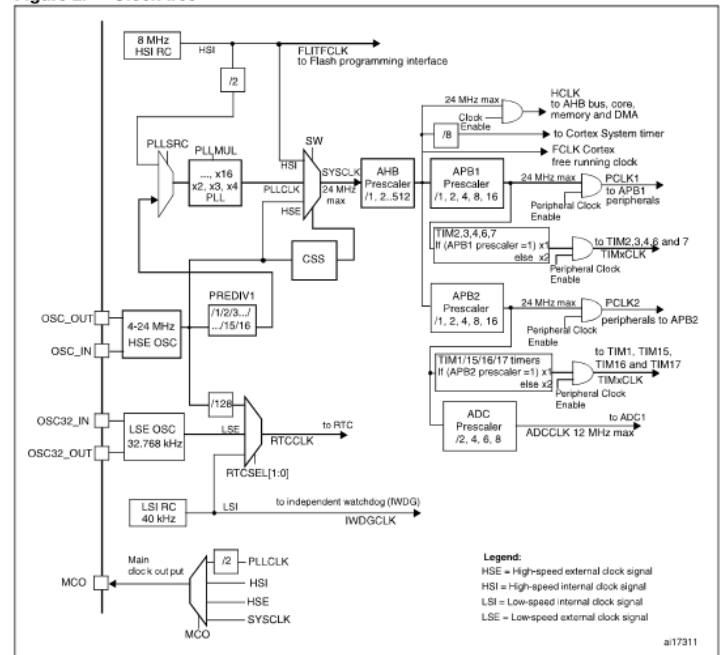 8 MHz
HSI RC
HSI
FLITFCLK
to Flash programming interface
/2
HCLK
to AHB bus, core,
memory and DMA
24 MHz max
Clock
Enable
/8
to Cortex System timer
FCLK Cortex
free running clock
SW
PLLSRC
PLLMUL
..., x16
x2, x3, x4
PLL
HSI
PLLCLK
HSE
SYSCLK
24 MHz
max
AHB
Prescaler
/1, 2..512
APB1
Prescaler
/1, 2, 4, 8, 16
24 MHz max
PCLK1
to APB1
peripherals
Peripheral Clock
Enable
TIM2,3,4,6,7
If (APB1 prescaler =1) x1
else x2
to TIM2,3,4,6 and 7
TIMxCLK
Peripheral Clock
Enable
CSS
PREDIV1
/1/2/3.../
.../15/16
OSC_OUT
OSC_IN
4-24 MHz
HSE OSC
APB2
Prescaler
/1, 2, 4, 8, 16
24 MHz max
PCLK2
peripherals to APB2
Peripheral Clock
Enable
TIM1/15/16/17 timers
If (APB2 prescaler =1) x1
else x2
to TIM1, TIM15,
TIM16 and TIM17
TIMxCLK
Peripheral Clock
Enable
ADC
Prescaler
/2, 4, 6, 8
to ADC1
ADCCLK 12 MHz max
/128
OSC32_IN
OSC32_OUT
LSE OSC
32.768 kHz
LSE
to RTC
RTCCLK
RTCSEL[1:0]
LSI RC
40 kHz
LSI
to independent watchdog (IWDG)
IWDGCLK
MCO
Main
clock output
/2
PLLCLK
HSI
HSE
SYSCLK
MCO
Legend:
HSE = High-speed external clock signal
HSI = High-speed internal clock signal
LSI = Low-speed internal clock signal
LSE = Low-speed external clock signal
ai17311